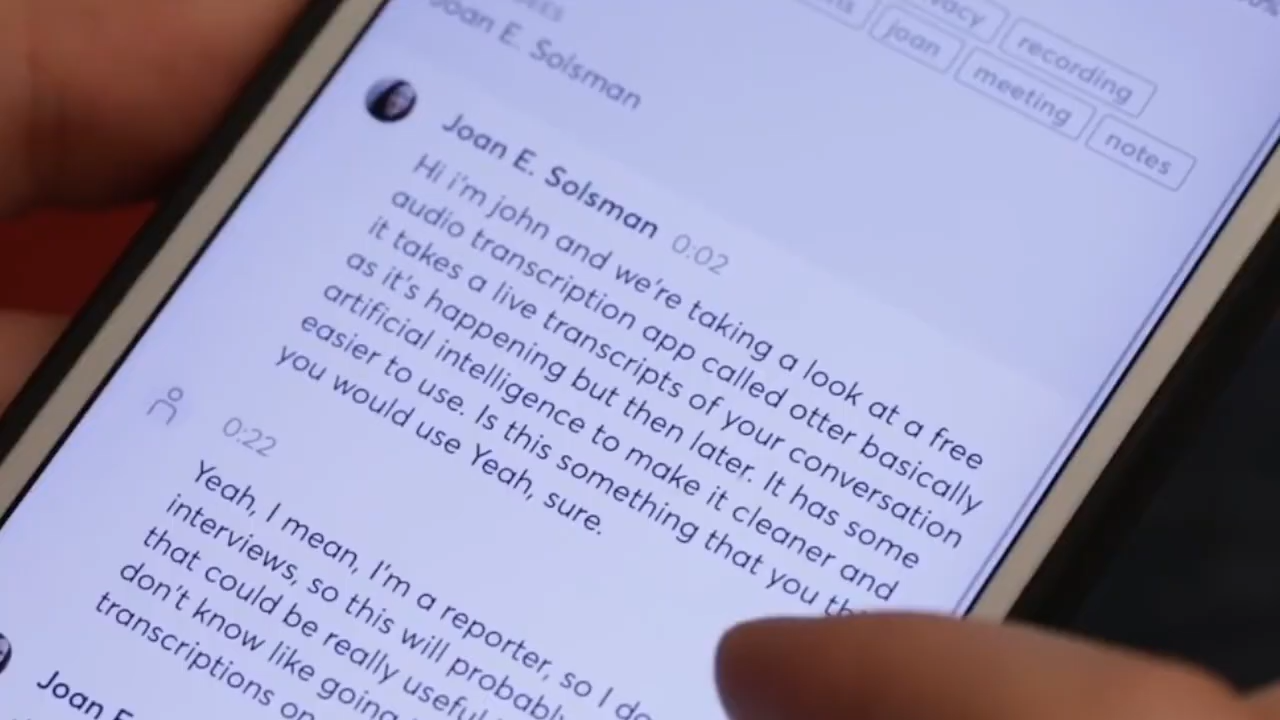 recording
joan
meeting
notes
Joan E. Solsman
Joan E. Solsman 0:02
Hi i'm john and we're taking a look at a free
audio transcription app called otter basically
it takes a live transcripts of your conversation
as it's happening but then later. It has some
artificial intelligence to make it cleaner and
easier to use. Is this something that you
you would use Yeah, sure.
0:22
Yeah, I mean, I'm a reporter, so I do
interviews, so this will probably
that could be really useful
don't know like going
transcriptions on
Joan E